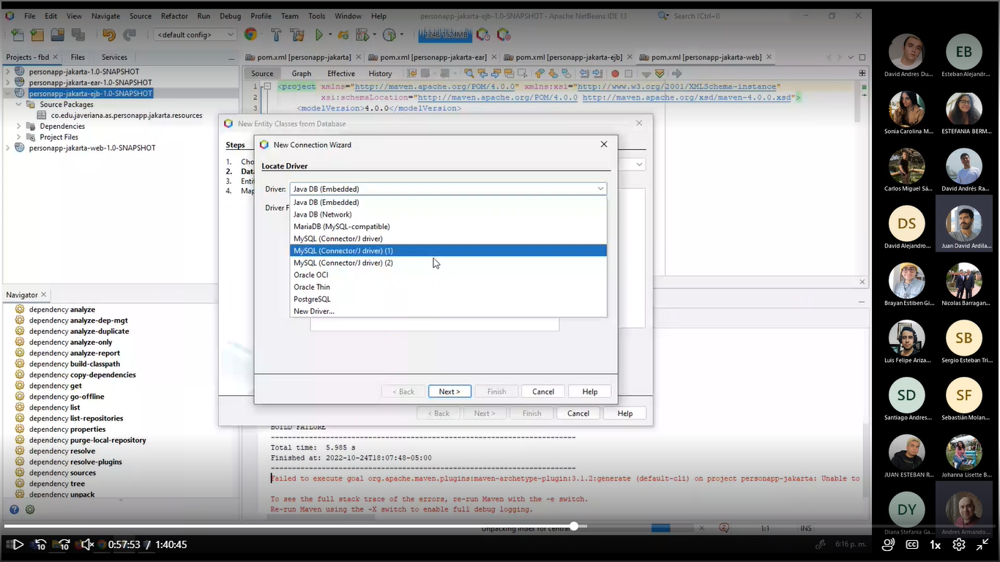 File Edit View Navigate Source Refactor Run Debug Profile Team Tools Window Help
personapp-jakarta-ejb-1.0-SNAPSHOT - Apache NetBeans IDE 13
Search (Ctrl+I)
<default config>
1248/1524MB
Projects - fbd
Files
Services
pom.xml [personapp-jakarta]
pom.xml [personapp-jakarta-ear]
pom.xml [personapp-jakarta-ejb]
pom.xml [personapp-jakarta-web]
personapp-jakarta-1.0-SNAPSHOT
personapp-jakarta-ear-1.0-SNAPSHOT
personapp-jakarta-ejb-1.0-SNAPSHOT
Source Packages
co.edu.javeriana.as.personapp.jakarta.resources
Dependencies
Project Files
personapp-jakarta-web-1.0-SNAPSHOT
Source Graph Effective History
1 <project xmlns="http://maven.apache.org/POM/4.0.0" xmlns:xsi="http://www.w3.org/2001/XMLSchema-instance"
2 xsi:schemaLocation="http://maven.apache.org/POM/4.0.0 http://maven.apache.org/xsd/maven-4.0.0.xsd">
3 <modelVersion>4.0.0</modelVersion>
New Entity Classes from Database
Steps
1. Cho
2. Data
3. Entit
4. Map
New Connection Wizard
Locate Driver
Driver: Java DB (Embedded)
Driver F
Java DB (Embedded)
Java DB (Network)
MariaDB (MySQL-compatible)
MySQL (Connector/J driver)
MySQL (Connector/J driver) (1)
MySQL (Connector/J driver) (2)
Oracle OCI
Oracle Thin
PostgreSQL
New Driver...
< Back Next > Finish Cancel Help
< Back Next > Finish Cancel Help
Navigator
dependency analyze
dependency analyze-dep-mgt
dependency analyze-duplicate
dependency analyze-only
dependency analyze-report
dependency build-classpath
dependency copy-dependencies
dependency get
dependency go-offline
dependency list
dependency list-repositories
dependency properties
dependency purge-local-repository
dependency resolve
dependency resolve-plugins
dependency sources
dependency tree
dependency unpack
BUILD FAILURE
------------------------------------------------------------------------
Total time:  5.985 s
Finished at: 2022-10-24T18:07:48-05:00
------------------------------------------------------------------------
Failed to execute goal org.apache.maven.plugins:maven-archetype-plugin:3.1.2:generate (default-cli) on project personapp-jakarta: Unable to
To see the full stack trace of the errors, re-run Maven with the -e switch.
Re-run Maven using the -X switch to enable full debug logging.
Unpacking index for central
2
1:1
INS
10
10
0:57:53 / 1:40:45
6:16 p. m.
CC
1x
David Andres Du...
EB
Esteban Alejandr...
Sonia Carolina M...
ESTEFANIA BERM...
Carlos Miguel Sá...
David Andrés Ra...
DS
David Alejandro...
Juan David Ardila...
Brayan Estiben Gi...
Nicolas Barragan...
Luis Felipe Ariza...
SB
Sergio Esteban Tri...
SD
Santiago Andres...
SF
Sebastián Molan...
JUAN ESTEBAN R...
Johanna Lisette B...
DY
Diana Stefania Ga...
Andres Armando...